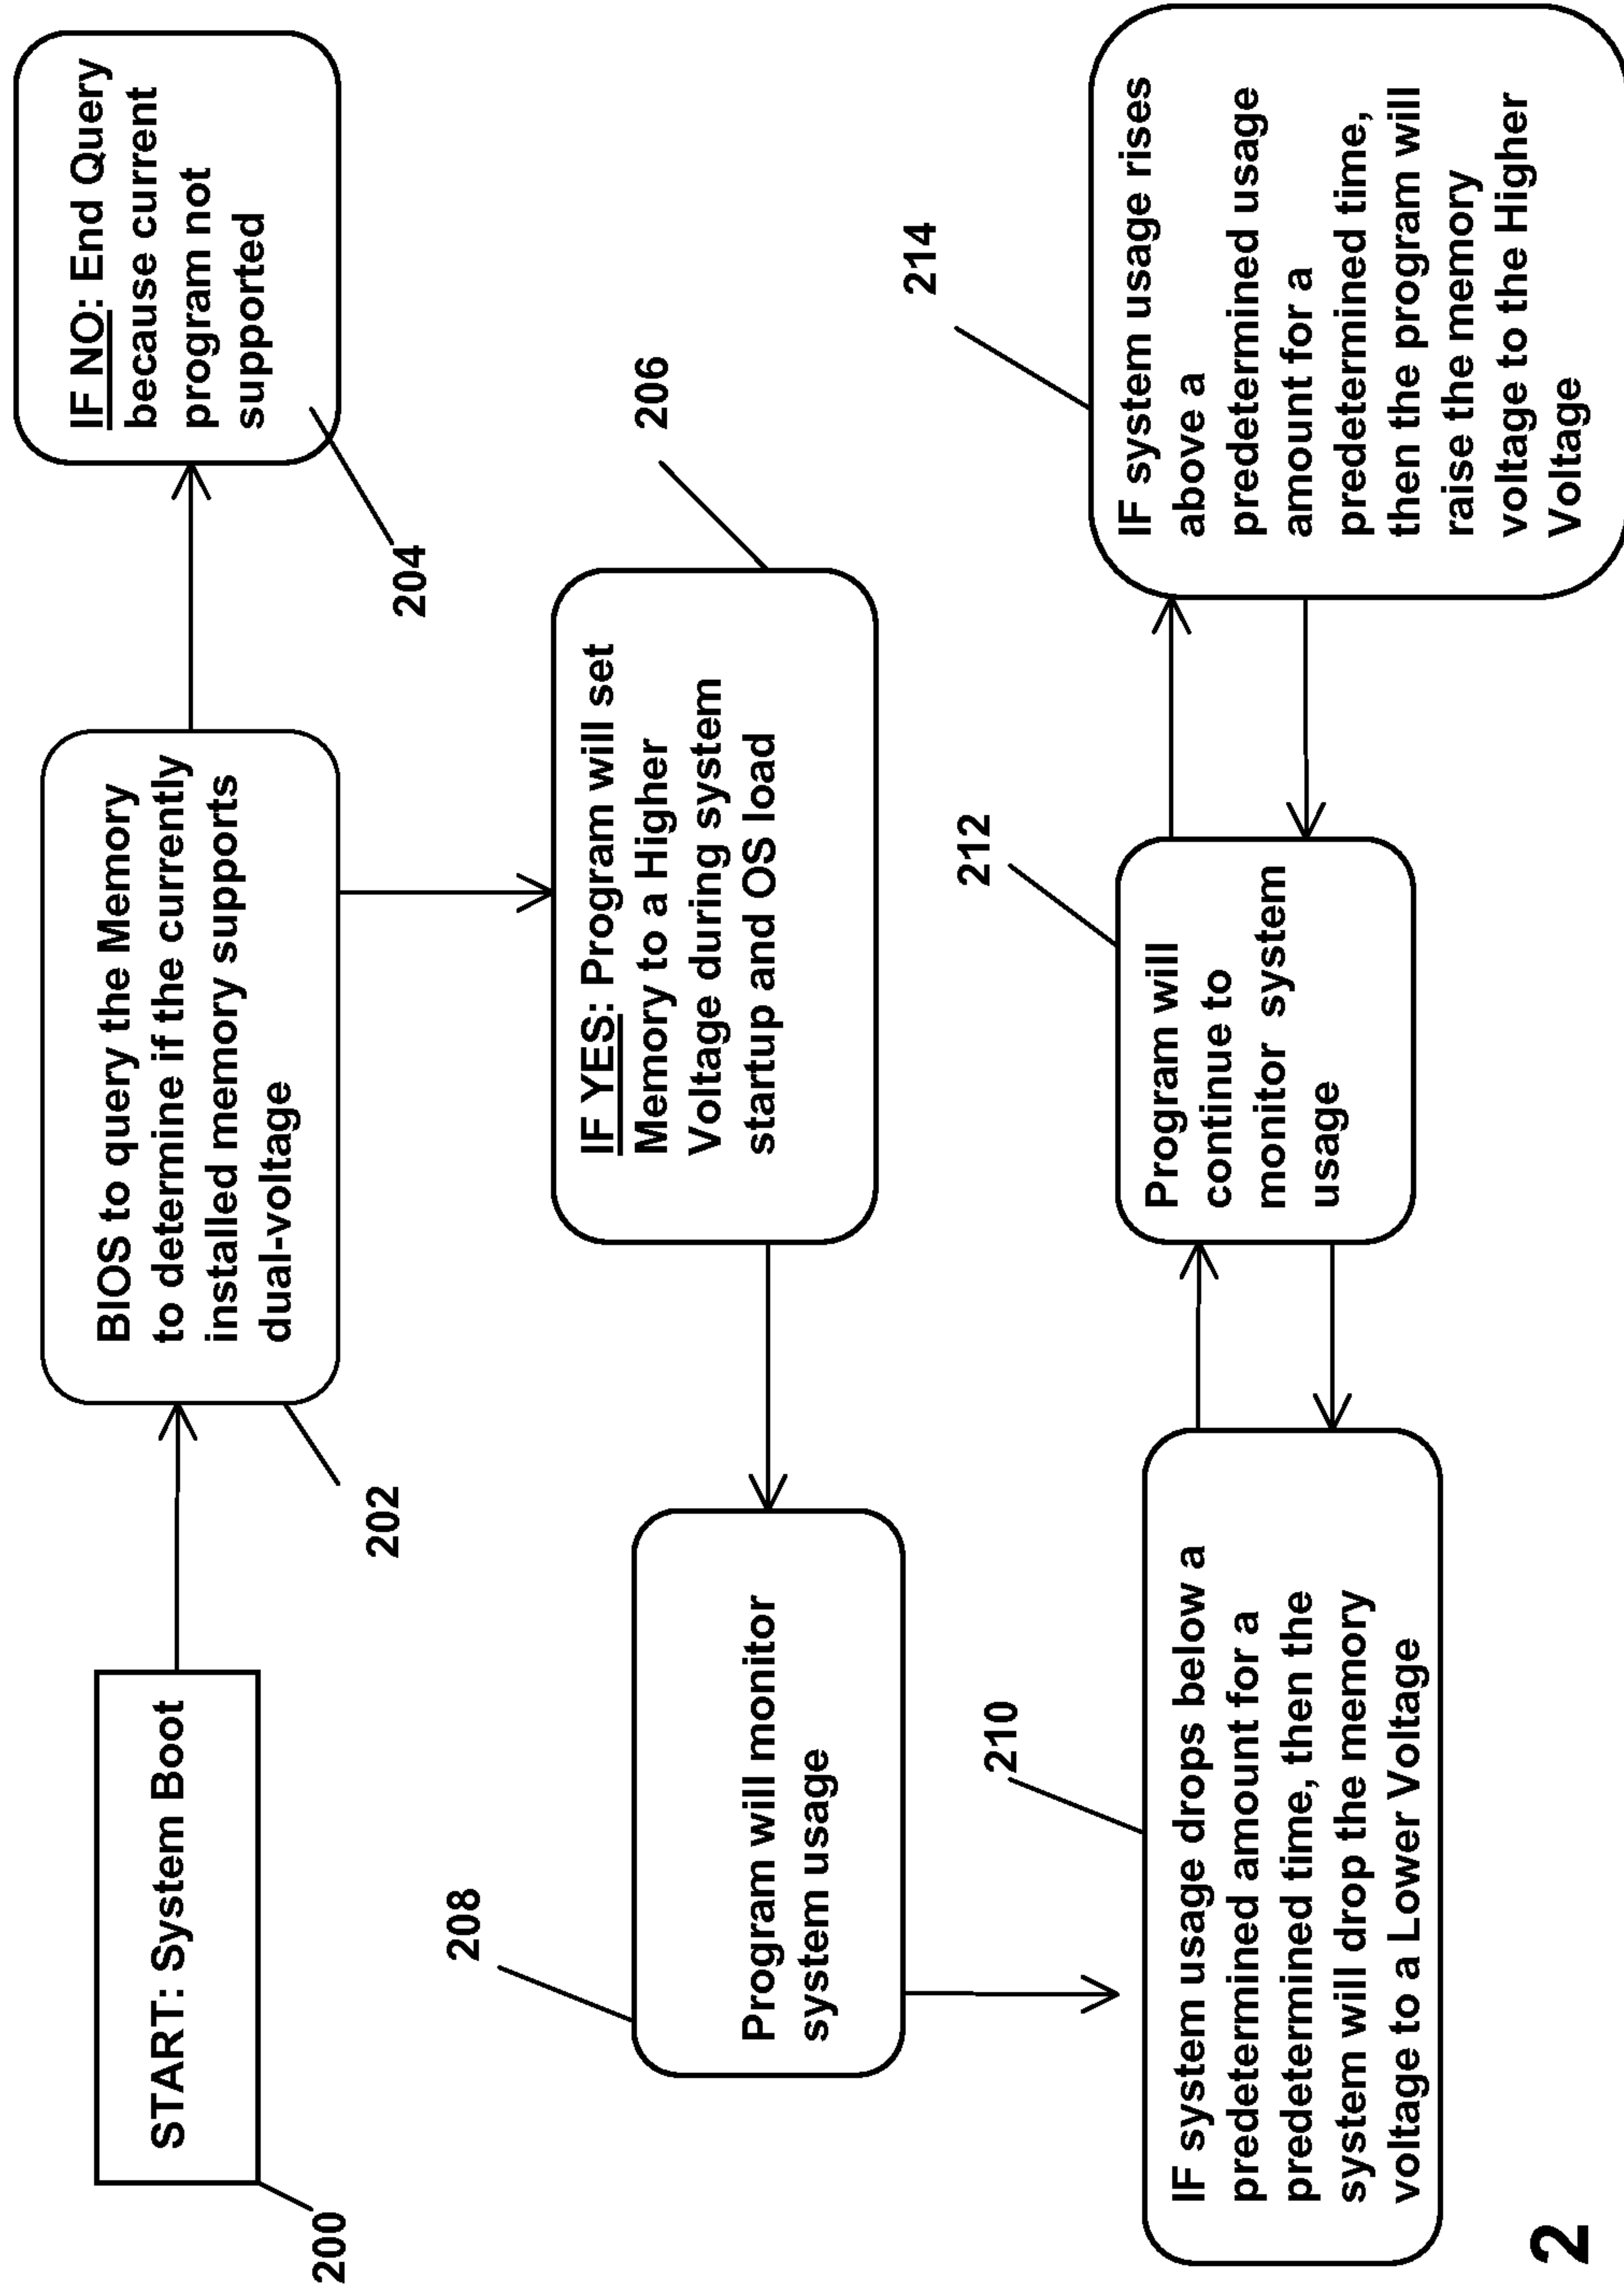 START: System Boot
200
BIOS to query the Memory
to determine if the currently
installed memory supports
dual-voltage
202
IF NO: End Query
because current
program not
supported
204
IF YES: Program will set
Memory to a Higher
Voltage during system
startup and OS load
206
Program will monitor
system usage
208
IF system usage drops below a
predetermined amount for a
predetermined time, then the
system will drop the memory
voltage to a Lower Voltage
210
Program will
continue to
monitor system
usage
212
IF system usage rises
above a
predetermined usage
amount for a
predetermined time,
then the program will
raise the memory
voltage to the Higher
Voltage
214
2